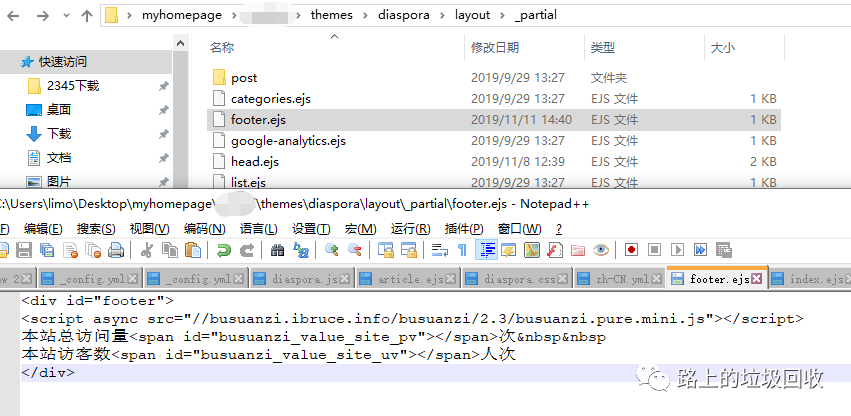 myhomepage › › themes › diaspora › layout › _partial
名称 修改日期 类型 大小
快速访问
2345下载
桌面
下载
文档
图片
post 2019/9/29 13:27 文件夹
categories.ejs 2019/9/29 13:27 EJS 文件 1 KB
footer.ejs 2019/11/11 14:40 EJS 文件 1 KB
google-analytics.ejs 2019/9/29 13:27 EJS 文件 1 KB
head.ejs 2019/11/8 12:39 EJS 文件 2 KB
list.ejs 2019/9/29 13:27 EJS 文件 1 KB
:\Users\limo\Desktop\myhomepage\ \themes\diaspora\layout\_partial\footer.ejs - Notepad++
F) 编辑(E) 搜索(S) 视图(V) 编码(N) 语言(L) 设置(T) 宏(M) 运行(R) 插件(P) 窗口(W) ?
ew 2 _config.yml _config.yml diaspora.js article.ejs diaspora.css zh-CN.yml footer.ejs index.ejs
<div id="footer">
<script async src="//busuanzi.ibruce.info/busuanzi/2.3/busuanzi.pure.mini.js"></script>
本站总访问量<span id="busuanzi_value_site_pv"></span>次&nbsp&nbsp
本站访客数<span id="busuanzi_value_site_uv"></span>人次
</div>
路上的垃圾回收